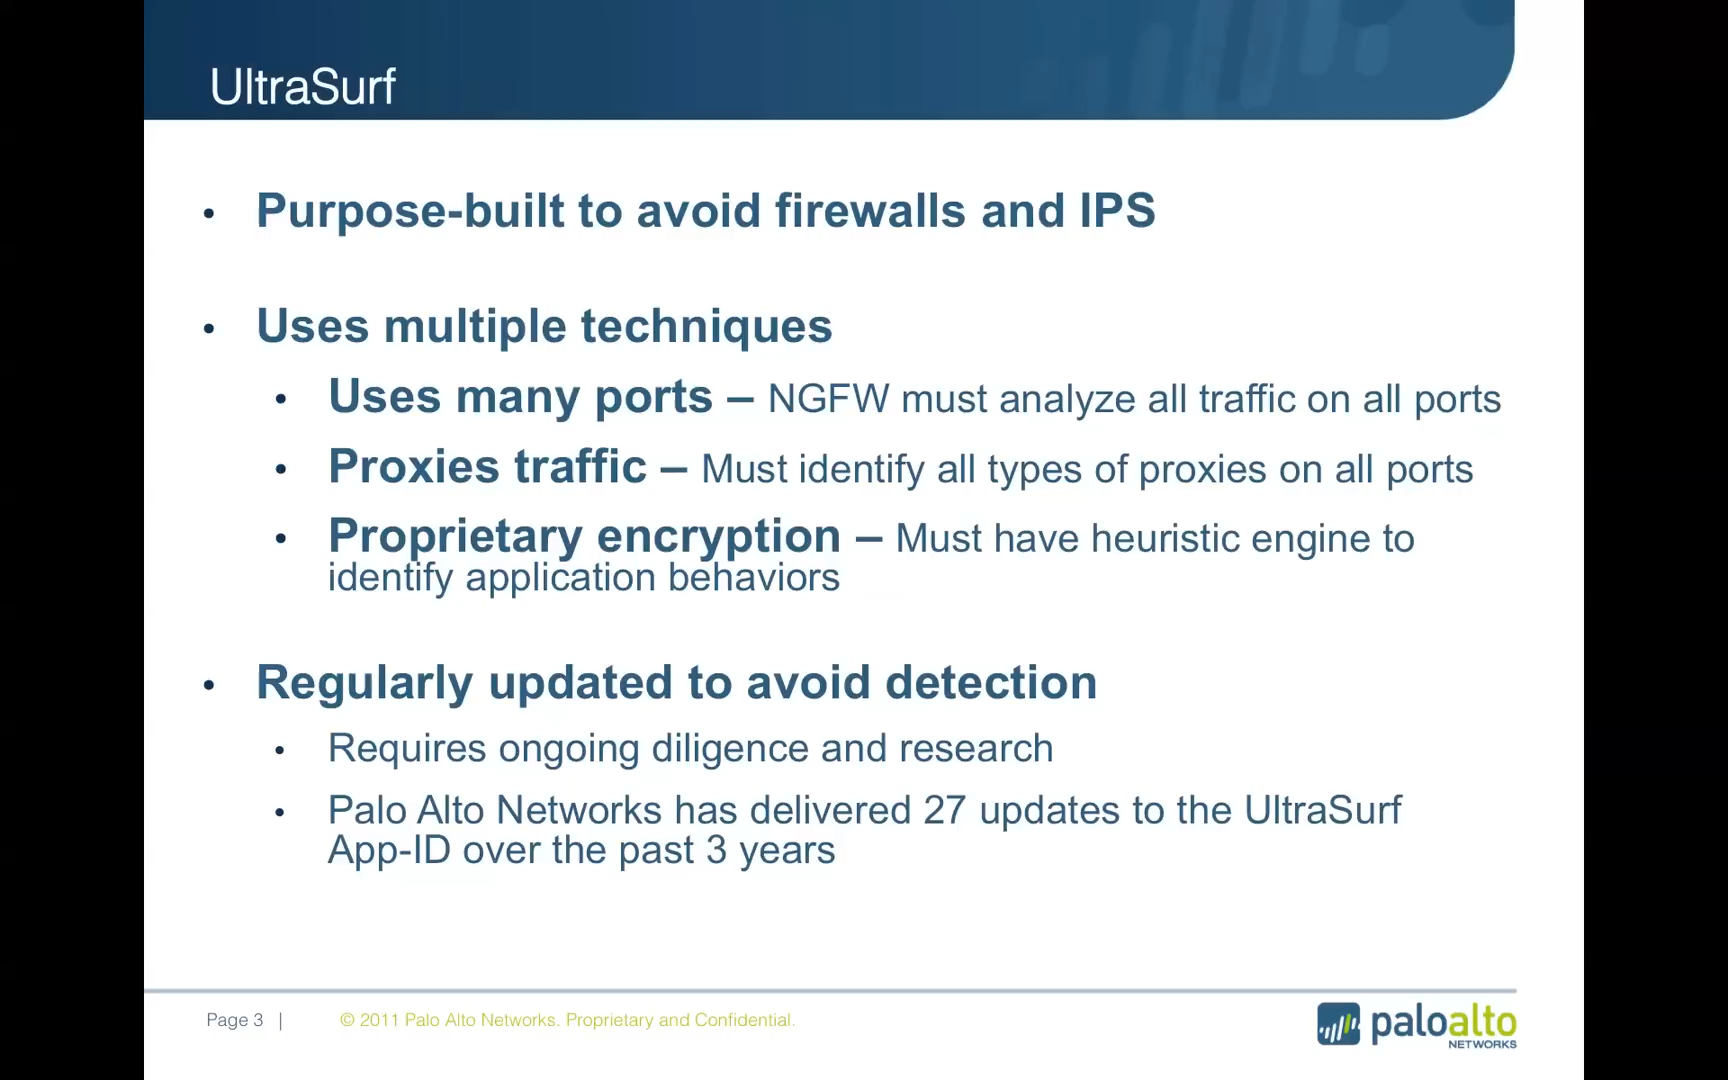 UltraSurf
• Purpose-built to avoid firewalls and IPS
• Uses multiple techniques
• Uses many ports – NGFW must analyze all traffic on all ports
• Proxies traffic – Must identify all types of proxies on all ports
• Proprietary encryption – Must have heuristic engine to
identify application behaviors
• Regularly updated to avoid detection
• Requires ongoing diligence and research
• Palo Alto Networks has delivered 27 updates to the UltraSurf
App-ID over the past 3 years
Page 3 | © 2011 Palo Alto Networks. Proprietary and Confidential.
paloalto
NETWORKS